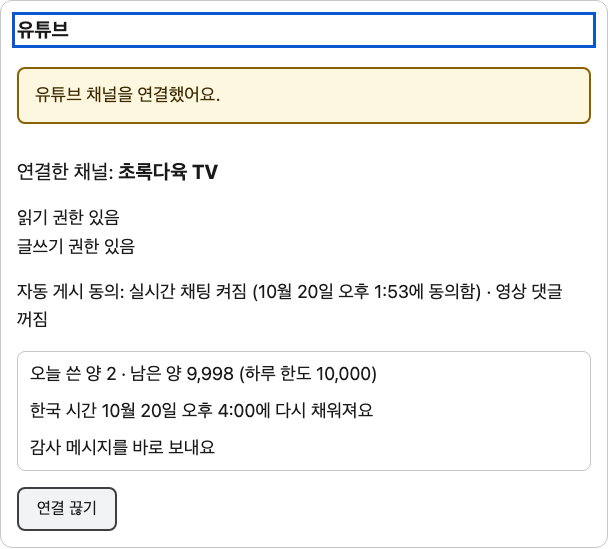 유튜브
유튜브 채널을 연결했어요.
연결한 채널: 초록다육 TV
읽기 권한 있음
글쓰기 권한 있음
자동 게시 동의: 실시간 채팅 켜짐 (10월 20일 오후 1:53에 동의함) · 영상 댓글
꺼짐
오늘 쓴 양 2 · 남은 양 9,998 (하루 한도 10,000)
한국 시간 10월 20일 오후 4:00에 다시 채워져요
감사 메시지를 바로 보내요
연결 끊기